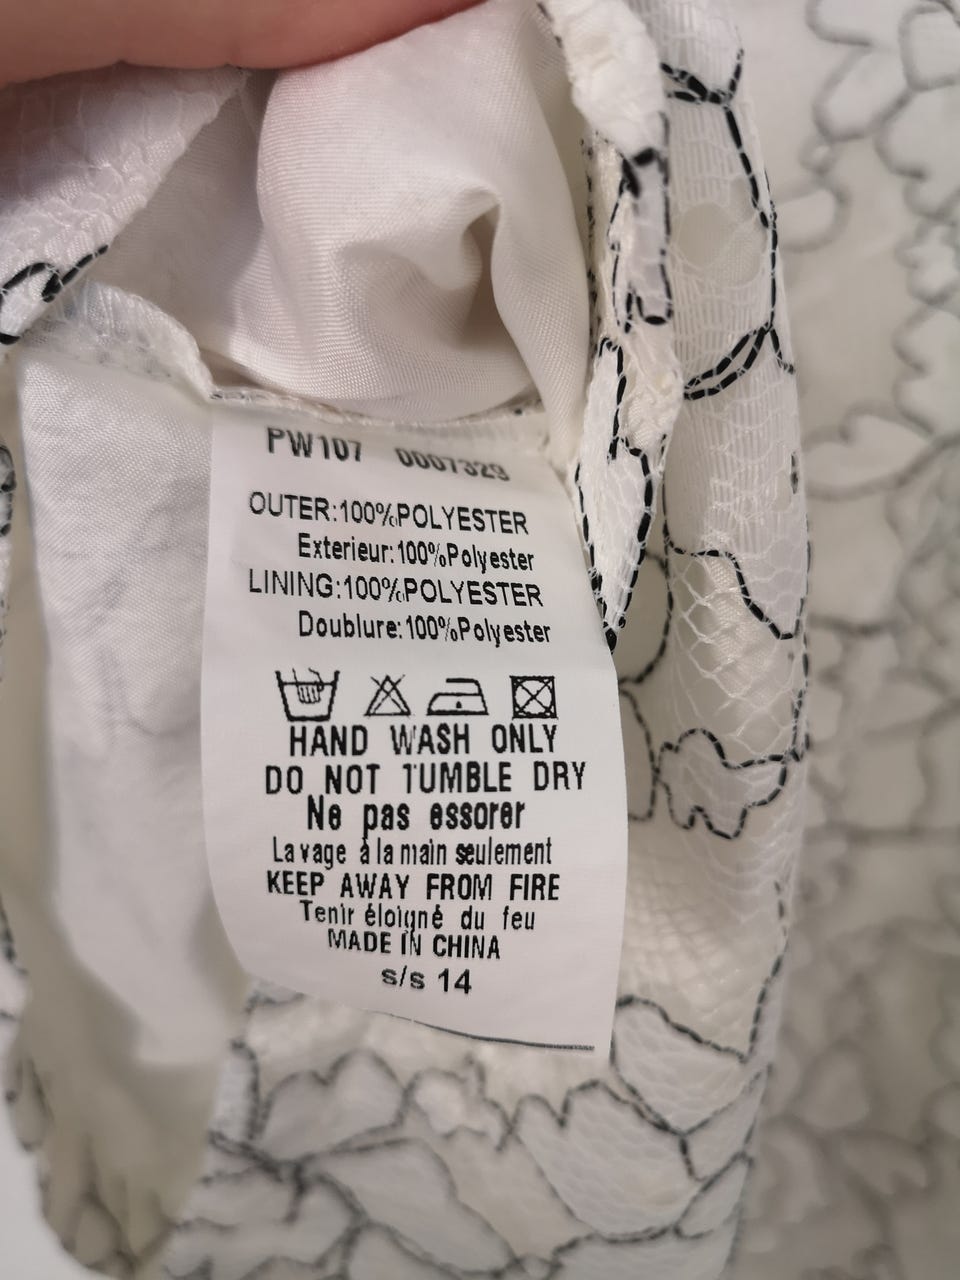 PW107 0007329
OUTER:100%POLYESTER
Exterieur:100%Polyester
LINING:100%POLYESTER
Doublure:100%Polyester
HAND WASH ONLY
DO NOT TUMBLE DRY
Ne pas essorer
Lavage à la main seulement
KEEP AWAY FROM FIRE
Tenir éloigné du feu
MADE IN CHINA
s/s 14